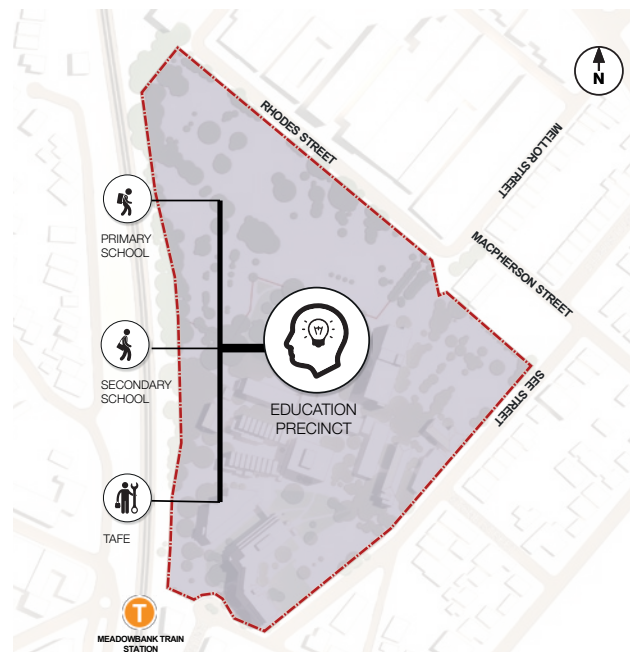 N
RHODES STREET
MELLOR STREET
MACPHERSON STREET
SEE STREET
PRIMARY
SCHOOL
SECONDARY
SCHOOL
EDUCATION
PRECINCT
TAFE
T
MEADOWBANK TRAIN
STATION